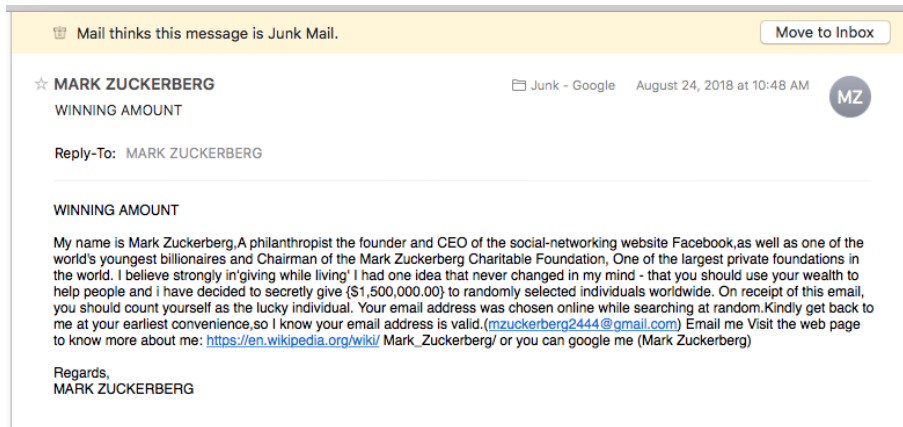 Mail thinks this message is Junk Mail.
Move to Inbox
MARK ZUCKERBERG
Junk - Google August 24, 2018 at 10:48 AM
MZ
WINNING AMOUNT
Reply-To: MARK ZUCKERBERG
WINNING AMOUNT
My name is Mark Zuckerberg,A philanthropist the founder and CEO of the social-networking website Facebook,as well as one of the
world's youngest billionaires and Chairman of the Mark Zuckerberg Charitable Foundation, One of the largest private foundations in
the world. I believe strongly in'giving while living' I had one idea that never changed in my mind - that you should use your wealth to
help people and i have decided to secretly give {$1,500,000.00} to randomly selected individuals worldwide. On receipt of this email,
you should count yourself as the lucky individual. Your email address was chosen online while searching at random.Kindly get back to
me at your earliest convenience,so I know your email address is valid.(mzuckerberg2444@gmail.com) Email me Visit the web page
to know more about me: https://en.wikipedia.org/wiki/ Mark_Zuckerberg/ or you can google me (Mark Zuckerberg)
Regards,
MARK ZUCKERBERG